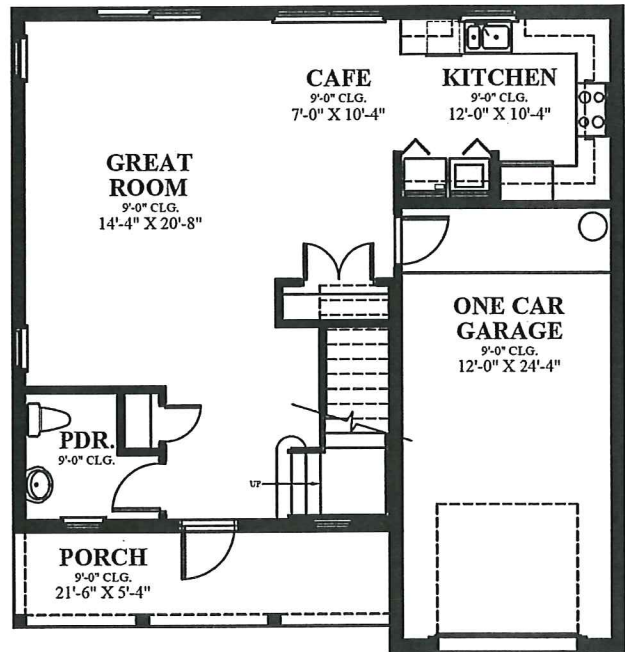 CAFE
9'-0" CLG.
7'-0" X 10'-4"
KITCHEN
9'-0" CLG.
12'-0" X 10'-4"
GREAT
ROOM
9'-0" CLG.
14'-4" X 20'-8"
ONE CAR
GARAGE
9'-0" CLG.
12'-0" X 24'-4"
PDR.
9'-0" CLG.
UP
PORCH
9'-0" CLG.
21'-6" X 5'-4"